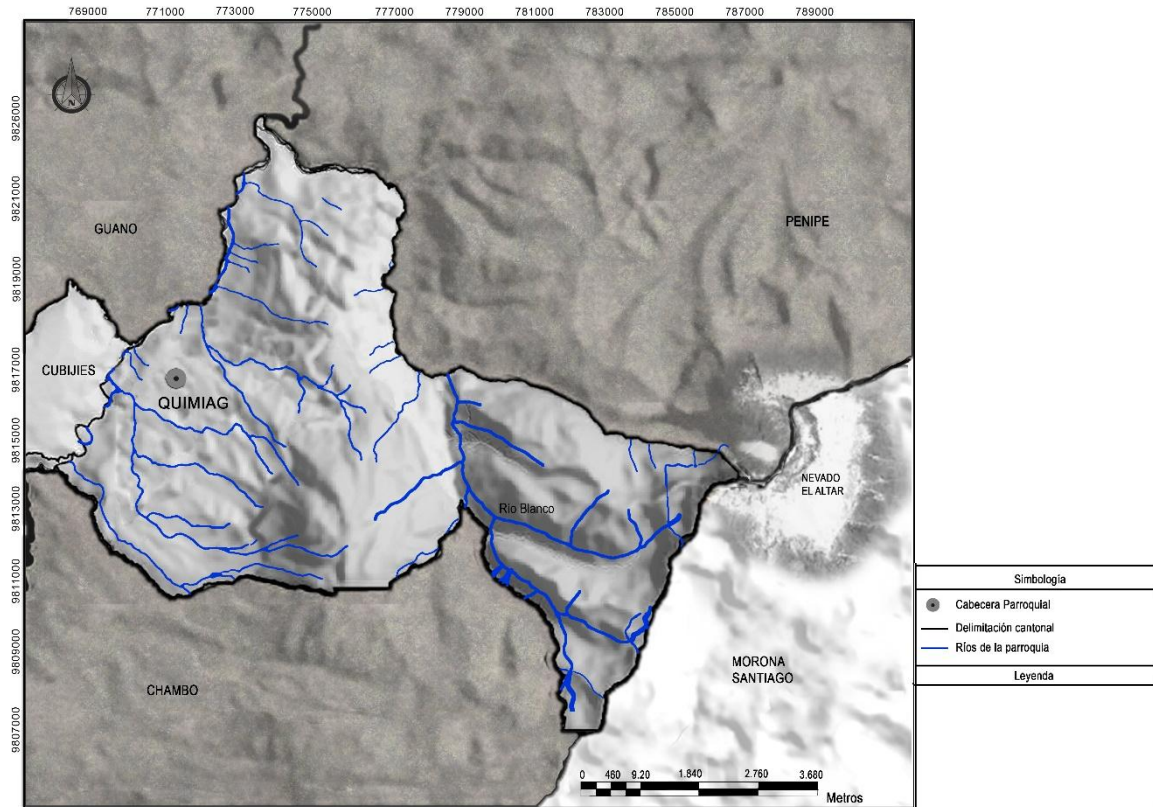 769000 771000 773000 775000 777000 779000 781000 783000 785000 787000 789000
9826000
9821000
9819000
9817000
9815000
9813000
9811000
9809000
9807000
N
GUANO
PENIPE
CUBIJIES
QUIMIAG
NEVADO
EL ALTAR
Río Blanco
MORONA
SANTIAGO
CHAMBO
0 460 9.20 1.840 2.760 3.680
Metros
Simbología
Cabecera Parroquial
Delimitación cantonal
Ríos de la parroquia
Leyenda